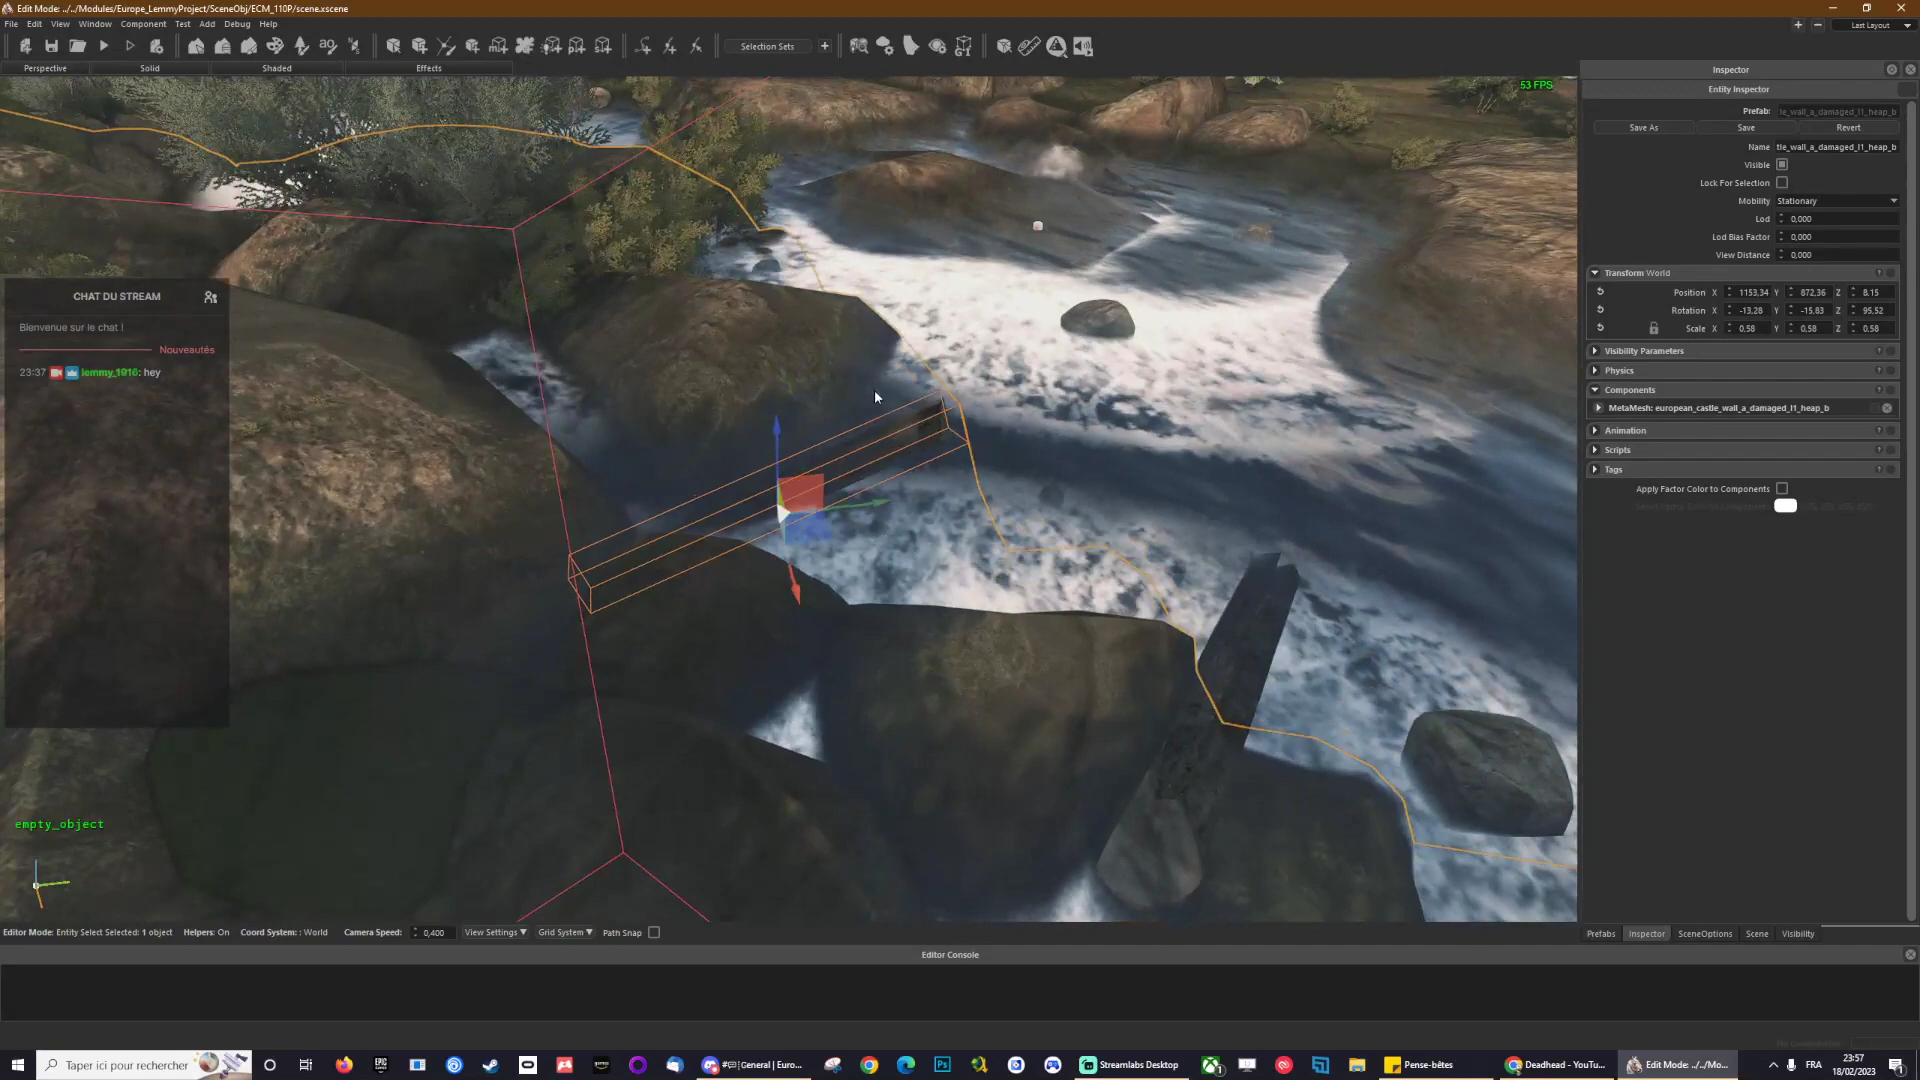 Edit Mode: ../../Modules/Europe_LemmyProject/SceneObj/ECM_110P/scene.xscene
File Edit View Window Component Test Add Debug Help
Last Layout
Selection Sets
Perspective Solid Shaded Effects
53 FPS
Inspector
Entity Inspector
Prefab: le_wall_a_damaged_l1_heap_b
Save As Save Revert
Name tle_wall_a_damaged_l1_heap_b
Visible
Lock For Selection
Mobility Stationary
Lod 0,000
Lod Bias Factor 0,000
View Distance 0,000
Transform World
Position X 1153,34 Y 872,36 Z 8.15
Rotation X -13,28 Y -15,83 Z 95,52
Scale X 0,58 Y 0,58 Z 0,58
Visibility Parameters
Physics
Components
MetaMesh: european_castle_wall_a_damaged_l1_heap_b
Animation
Scripts
Tags
Apply Factor Color to Components
CHAT DU STREAM
Bienvenue sur le chat !
Nouveautés
23:37 lemmy_1916: hey
empty_object
Editor Mode: Entity Select Selected: 1 object Helpers: On Coord System: : World Camera Speed: 0,400 View Settings Grid System Path Snap
Prefabs Inspector SceneOptions Scene Visibility
Editor Console
Taper ici pour rechercher
General | Euro...
Streamlabs Desktop
Pense-bêtes
Deadhead - YouTu...
Edit Mode: ../../Mo...
FRA
23:57
18/02/2023